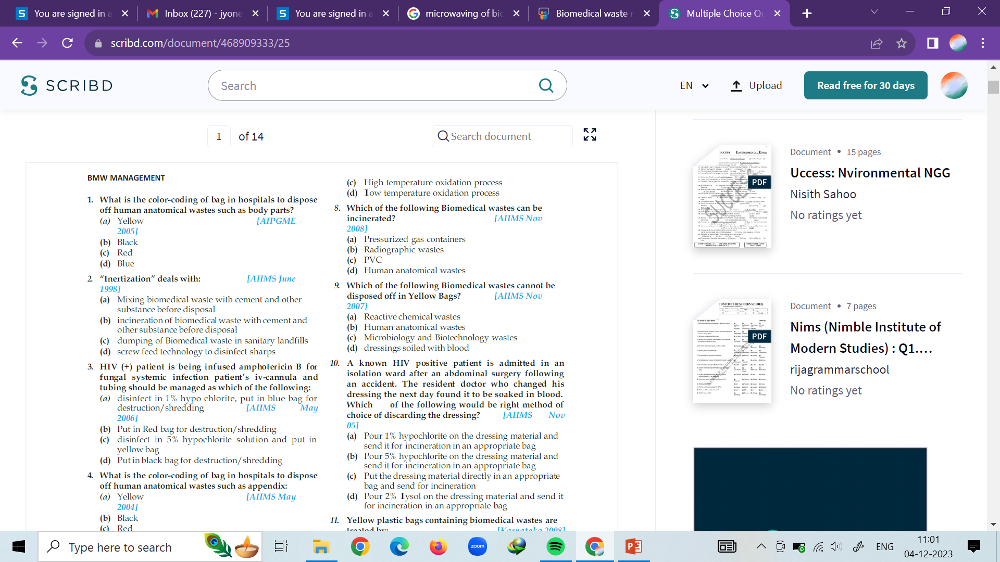 You are signed in a
Inbox (227) - jyone
You are signed in a
microwaving of bio
Biomedical waste r
Multiple Choice Qu
scribd.com/document/468909333/25
SCRIBD
Search
EN
Upload
Read free for 30 days
1 of 14
Search document
BMW MANAGEMENT
1. What is the color-coding of bag in hospitals to dispose
off human anatomical wastes such as body parts?
(a) Yellow [AIPGME
2005]
(b) Black
(c) Red
(d) Blue
2. “Inertization” deals with: [AIIMS June
1998]
(a) Mixing biomedical waste with cement and other
substance before disposal
(b) incineration of biomedical waste with cement and
other substance before disposal
(c) dumping of Biomedical waste in sanitary landfills
(d) screw feed technology to disinfect sharps
3. HIV (+) patient is being infused amphotericin B for
fungal systemic infection patient’s iv-cannula and
tubing should be managed as which of the following:
(a) disinfect in 1% hypo chlorite, put in blue bag for
destruction/shredding [AIIMS May
2006]
(b) Put in Red bag for destruction/shredding
(c) disinfect in 5% hypochlorite solution and put in
yellow bag
(d) Put in black bag for destruction/shredding
4. What is the color-coding of bag in hospitals to dispose
off human anatomical wastes such as appendix:
(a) Yellow [AIIMS May
2004]
(b) Black
(c) Red
(c) High temperature oxidation process
(d) low temperature oxidation process
8. Which of the following Biomedical wastes can be
incinerated? [AIIMS Nov
2008]
(a) Pressurized gas containers
(b) Radiographic wastes
(c) PVC
(d) Human anatomical wastes
9. Which of the following Biomedical wastes cannot be
disposed off in Yellow Bags? [AIIMS Nov
2007]
(a) Reactive chemical wastes
(b) Human anatomical wastes
(c) Microbiology and Biotechnology wastes
(d) dressings soiled with blood
10. A known HIV positive patient is admitted in an
isolation ward after an abdominal surgery following
an accident. The resident doctor who changed his
dressing the next day found it to be soaked in blood.
Which of the following would be right method of
choice of discarding the dressing? [AIIMS Nov
05]
(a) Pour 1% hypochlorite on the dressing material and
send it for incineration in an appropriate bag
(b) Pour 5% hypochlorite on the dressing material and
send it for incineration in an appropriate bag
(c) Put the dressing material directly in an appropriate
bag and send for incineration
(d) Pour 2% lysol on the dressing material and send it
for incineration in an appropriate bag
11. Yellow plastic bags containing biomedical wastes are
treated by: [Karnataka 2008]
PDF
Document • 15 pages
Uccess: Nvironmental NGG
Nisith Sahoo
No ratings yet
PDF
Document • 7 pages
Nims (Nimble Institute of
Modern Studies) : Q1....
rijagrammarschool
No ratings yet
Type here to search
zoom
ENG
11:01
04-12-2023